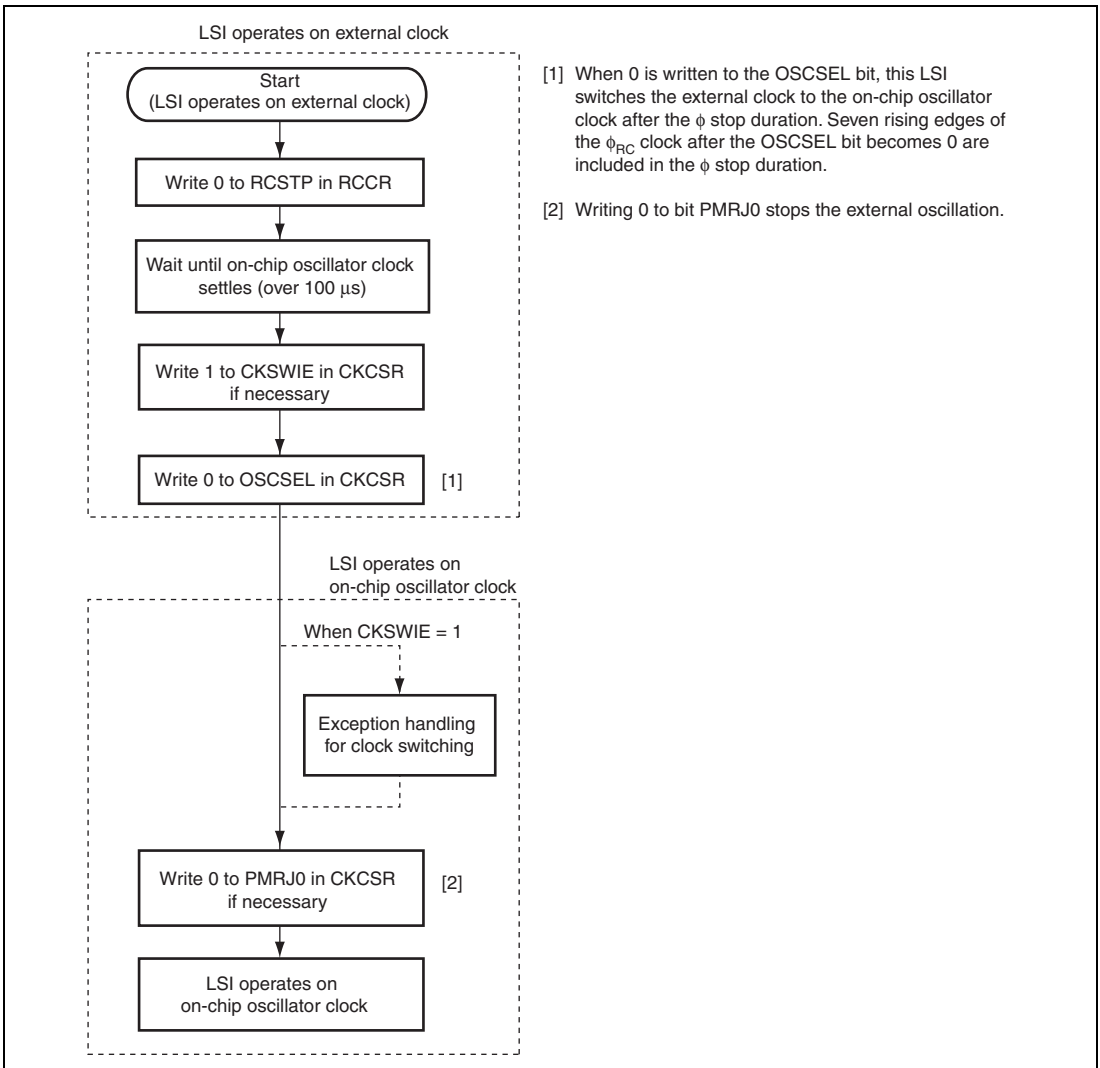 LSI operates on external clock
Start
(LSI operates on external clock)
Write 0 to RCSTP in RCCR
Wait until on-chip oscillator clock
settles (over 100 μs)
Write 1 to CKSWIE in CKCSR
if necessary
Write 0 to OSCSEL in CKCSR
[1]
[1] When 0 is written to the OSCSEL bit, this LSI
switches the external clock to the on-chip oscillator
clock after the ϕ stop duration. Seven rising edges of
the ϕRC clock after the OSCSEL bit becomes 0 are
included in the ϕ stop duration.
[2] Writing 0 to bit PMRJ0 stops the external oscillation.
LSI operates on
on-chip oscillator clock
When CKSWIE = 1
Exception handling
for clock switching
Write 0 to PMRJ0 in CKCSR
if necessary
[2]
LSI operates on
on-chip oscillator clock